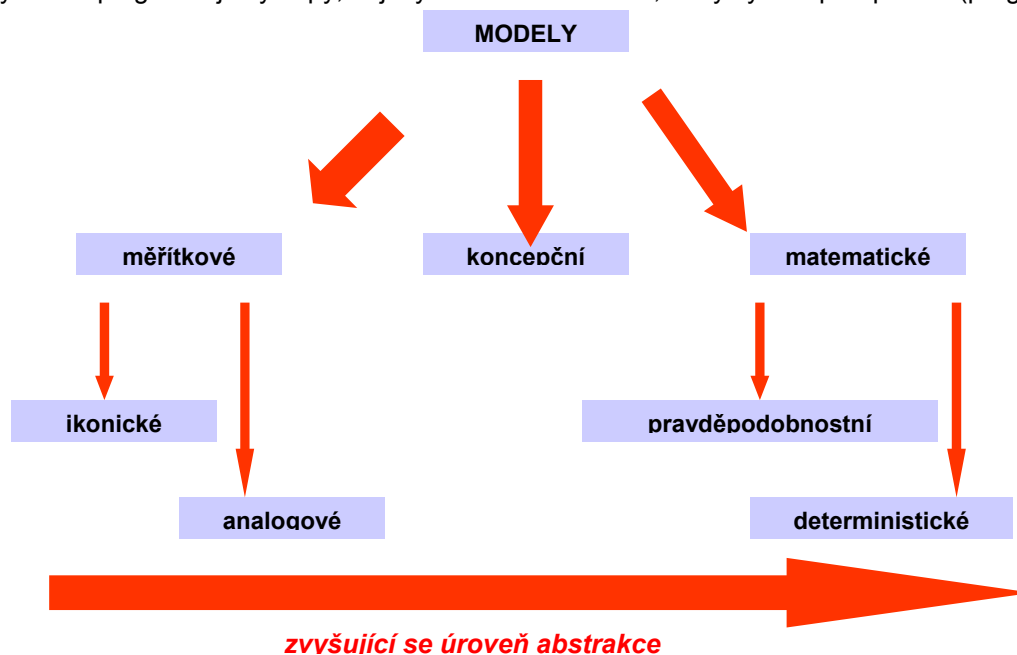 MODELY
měřítkové koncepční matematické
ikonické pravděpodobnostní
analogové deterministické
zvyšující se úroveň abstrakce